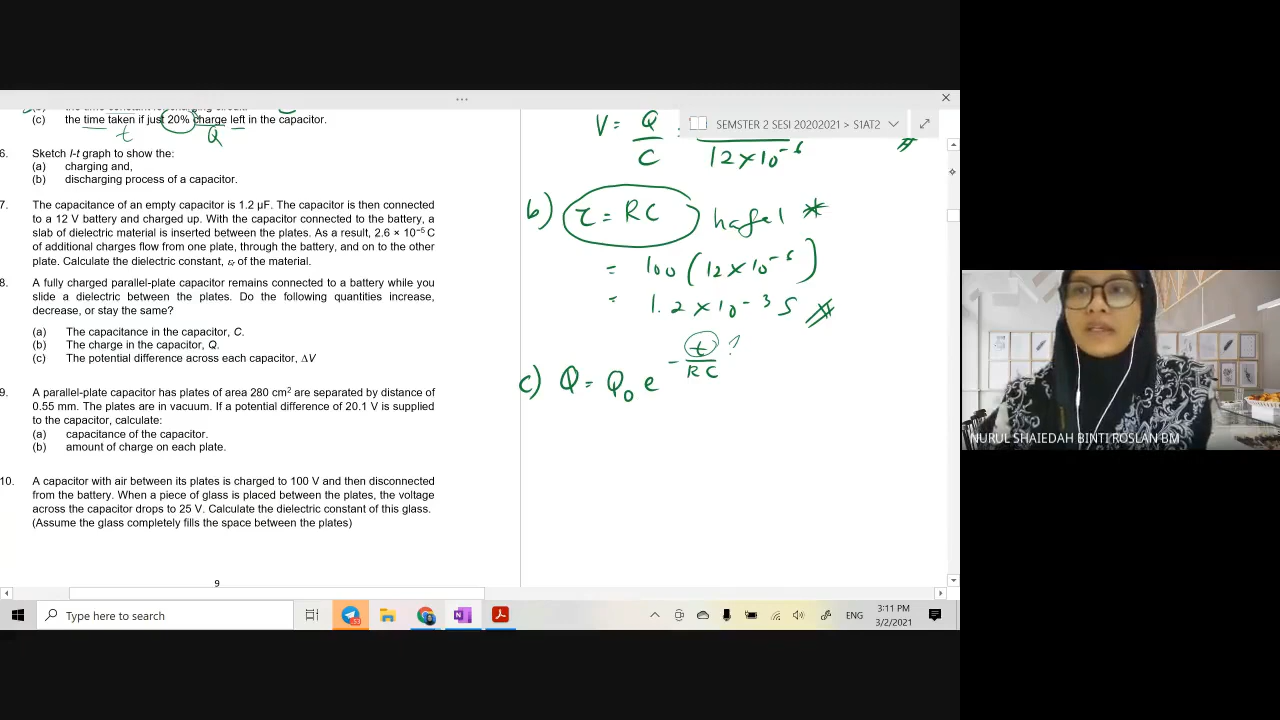 (b) the time constant
(c) the time taken if just 20% charge left in the capacitor.
t
Q
6. Sketch I-t graph to show the:
(a) charging and,
(b) discharging process of a capacitor.
7. The capacitance of an empty capacitor is 1.2 μF. The capacitor is then connected
to a 12 V battery and charged up. With the capacitor connected to the battery, a
slab of dielectric material is inserted between the plates. As a result, 2.6 × 10⁻⁵ C
of additional charges flow from one plate, through the battery, and on to the other
plate. Calculate the dielectric constant, εr of the material.
8. A fully charged parallel-plate capacitor remains connected to a battery while you
slide a dielectric between the plates. Do the following quantities increase,
decrease, or stay the same?
(a) The capacitance in the capacitor, C.
(b) The charge in the capacitor, Q.
(c) The potential difference across each capacitor, ΔV
9. A parallel-plate capacitor has plates of area 280 cm² are separated by distance of
0.55 mm. The plates are in vacuum. If a potential difference of 20.1 V is supplied
to the capacitor, calculate:
(a) capacitance of the capacitor.
(b) amount of charge on each plate.
10. A capacitor with air between its plates is charged to 100 V and then disconnected
from the battery. When a piece of glass is placed between the plates, the voltage
across the capacitor drops to 25 V. Calculate the dielectric constant of this glass.
(Assume the glass completely fills the space between the plates)
9
SEMSTER 2 SESI 20202021 > S1AT2
V = Q/C =
12×10⁻⁶
b) τ = RC hafal *
= 100 (12×10⁻⁶)
= 1.2×10⁻³ s
c) Q = Q₀ e^(-t/RC) ?
NURUL SHAIEDAH BINTI ROSLAN BM
Type here to search
ENG
3:11 PM
3/2/2021